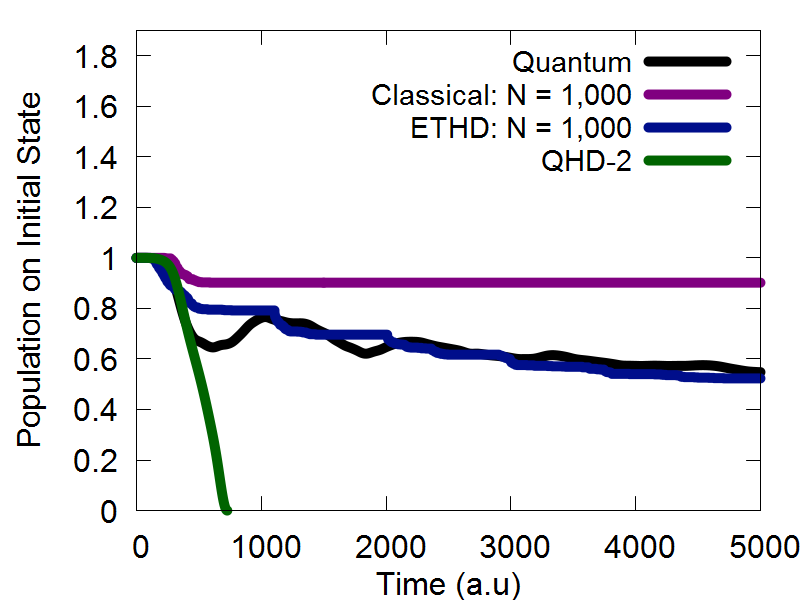 Population on Initial State
1.8
1.6
1.4
1.2
1
0.8
0.6
0.4
0.2
0
Quantum
Classical: N = 1,000
ETHD: N = 1,000
QHD-2
0 1000 2000 3000 4000 5000
Time (a.u)